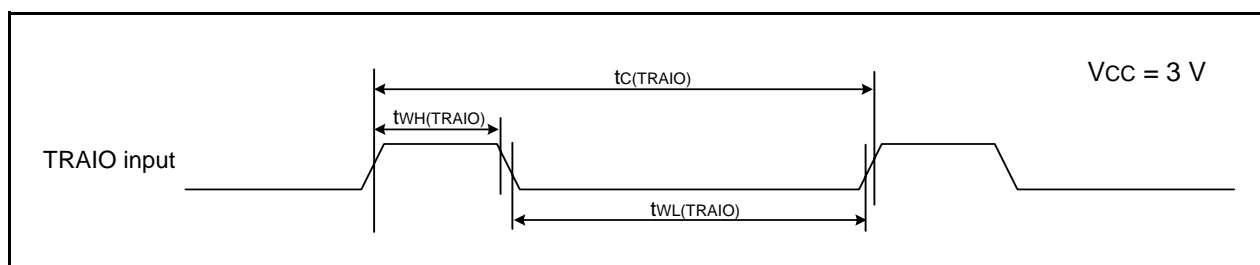 tC(TRAIO)
VCC = 3 V
tWH(TRAIO)
TRAIO input
tWL(TRAIO)